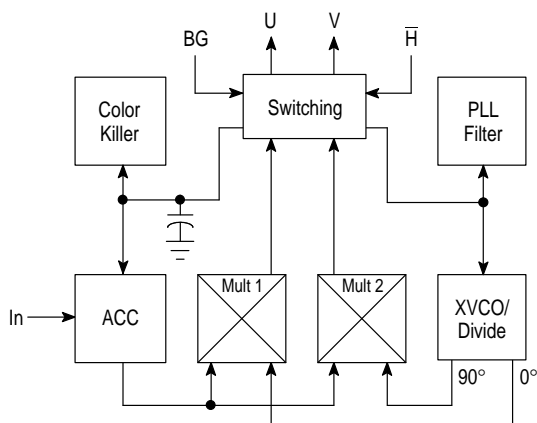 U
V
BG
H̅
Color
Killer
Switching
PLL
Filter
Mult 1
Mult 2
In
ACC
XVCO/
Divide
90°
0°